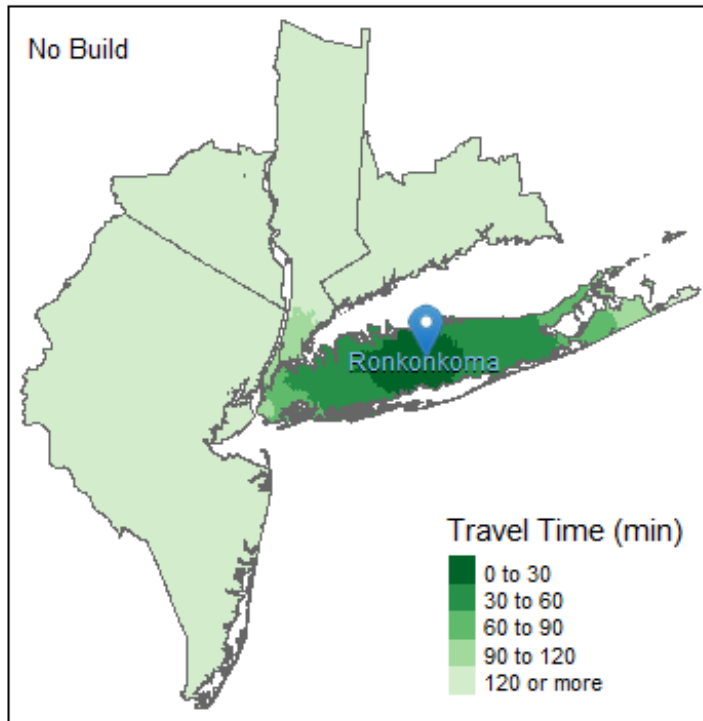 No Build
Ronkonkoma
Travel Time (min)
0 to 30
30 to 60
60 to 90
90 to 120
120 or more